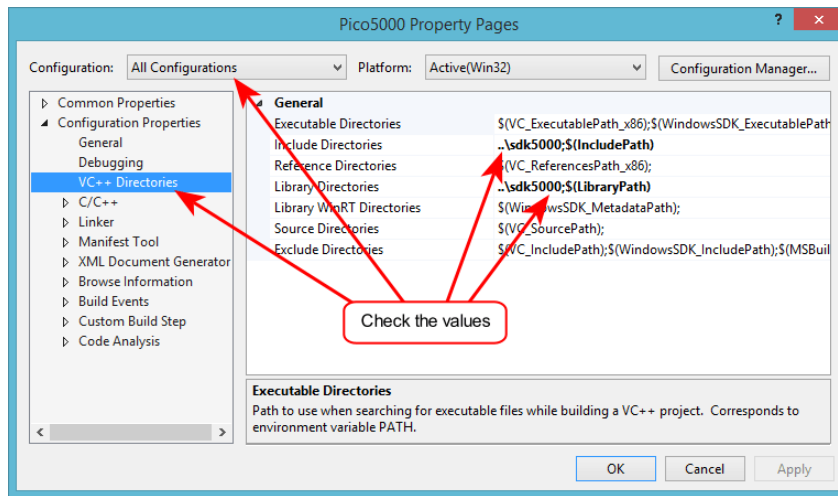 Pico5000 Property Pages
? ×
Configuration: All Configurations Platform: Active(Win32) Configuration Manager...
Common Properties
Configuration Properties
General
Debugging
VC++ Directories
C/C++
Linker
Manifest Tool
XML Document Generator
Browse Information
Build Events
Custom Build Step
Code Analysis
General
Executable Directories $(VC_ExecutablePath_x86);$(WindowsSDK_ExecutablePath
Include Directories ..\sdk5000;$(IncludePath)
Reference Directories $(VC_ReferencesPath_x86);
Library Directories ..\sdk5000;$(LibraryPath)
Library WinRT Directories $(WindowsSDK_MetadataPath);
Source Directories $(VC_SourcePath);
Exclude Directories $(VC_IncludePath);$(WindowsSDK_IncludePath);$(MSBuil
Check the values
Executable Directories
Path to use when searching for executable files while building a VC++ project. Corresponds to
environment variable PATH.
OK Cancel Apply